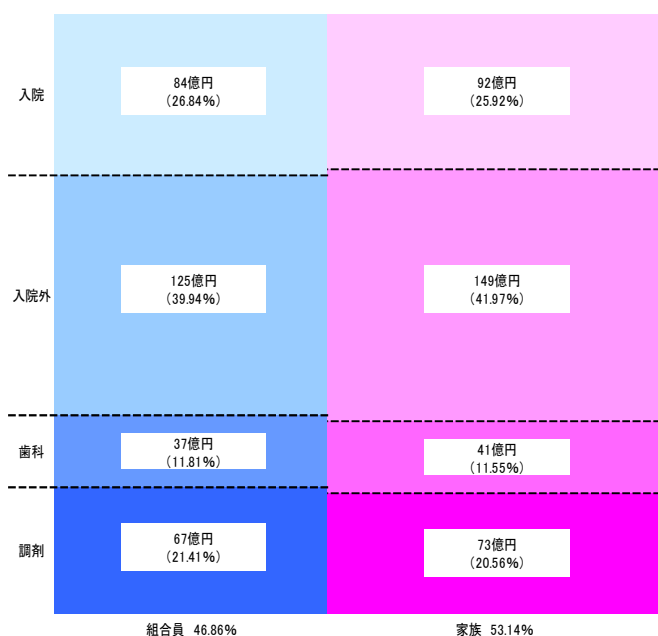 入院
84億円
(26.84%)
92億円
(25.92%)
入院外
125億円
(39.94%)
149億円
(41.97%)
歯科
37億円
(11.81%)
41億円
(11.55%)
調剤
67億円
(21.41%)
73億円
(20.56%)
組合員 46.86%
家族 53.14%